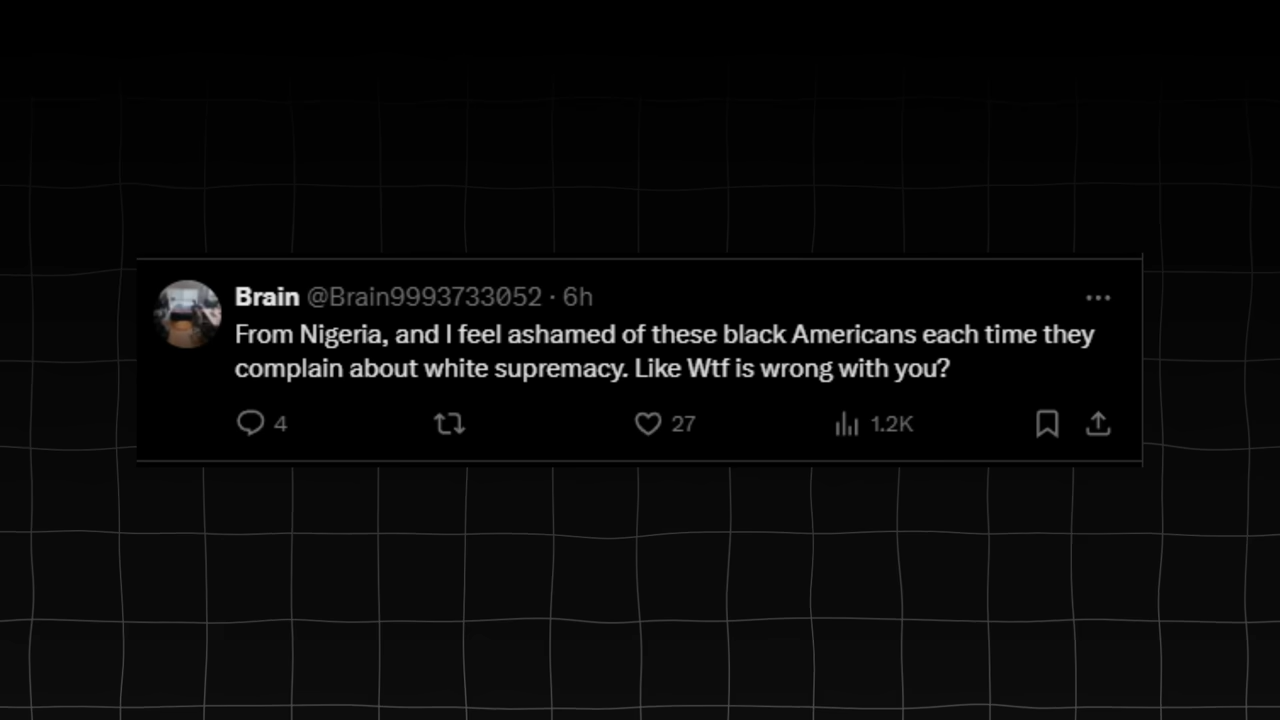 Brain @Brain9993733052 · 6h
From Nigeria, and I feel ashamed of these black Americans each time they
complain about white supremacy. Like Wtf is wrong with you?
4 27 1.2K